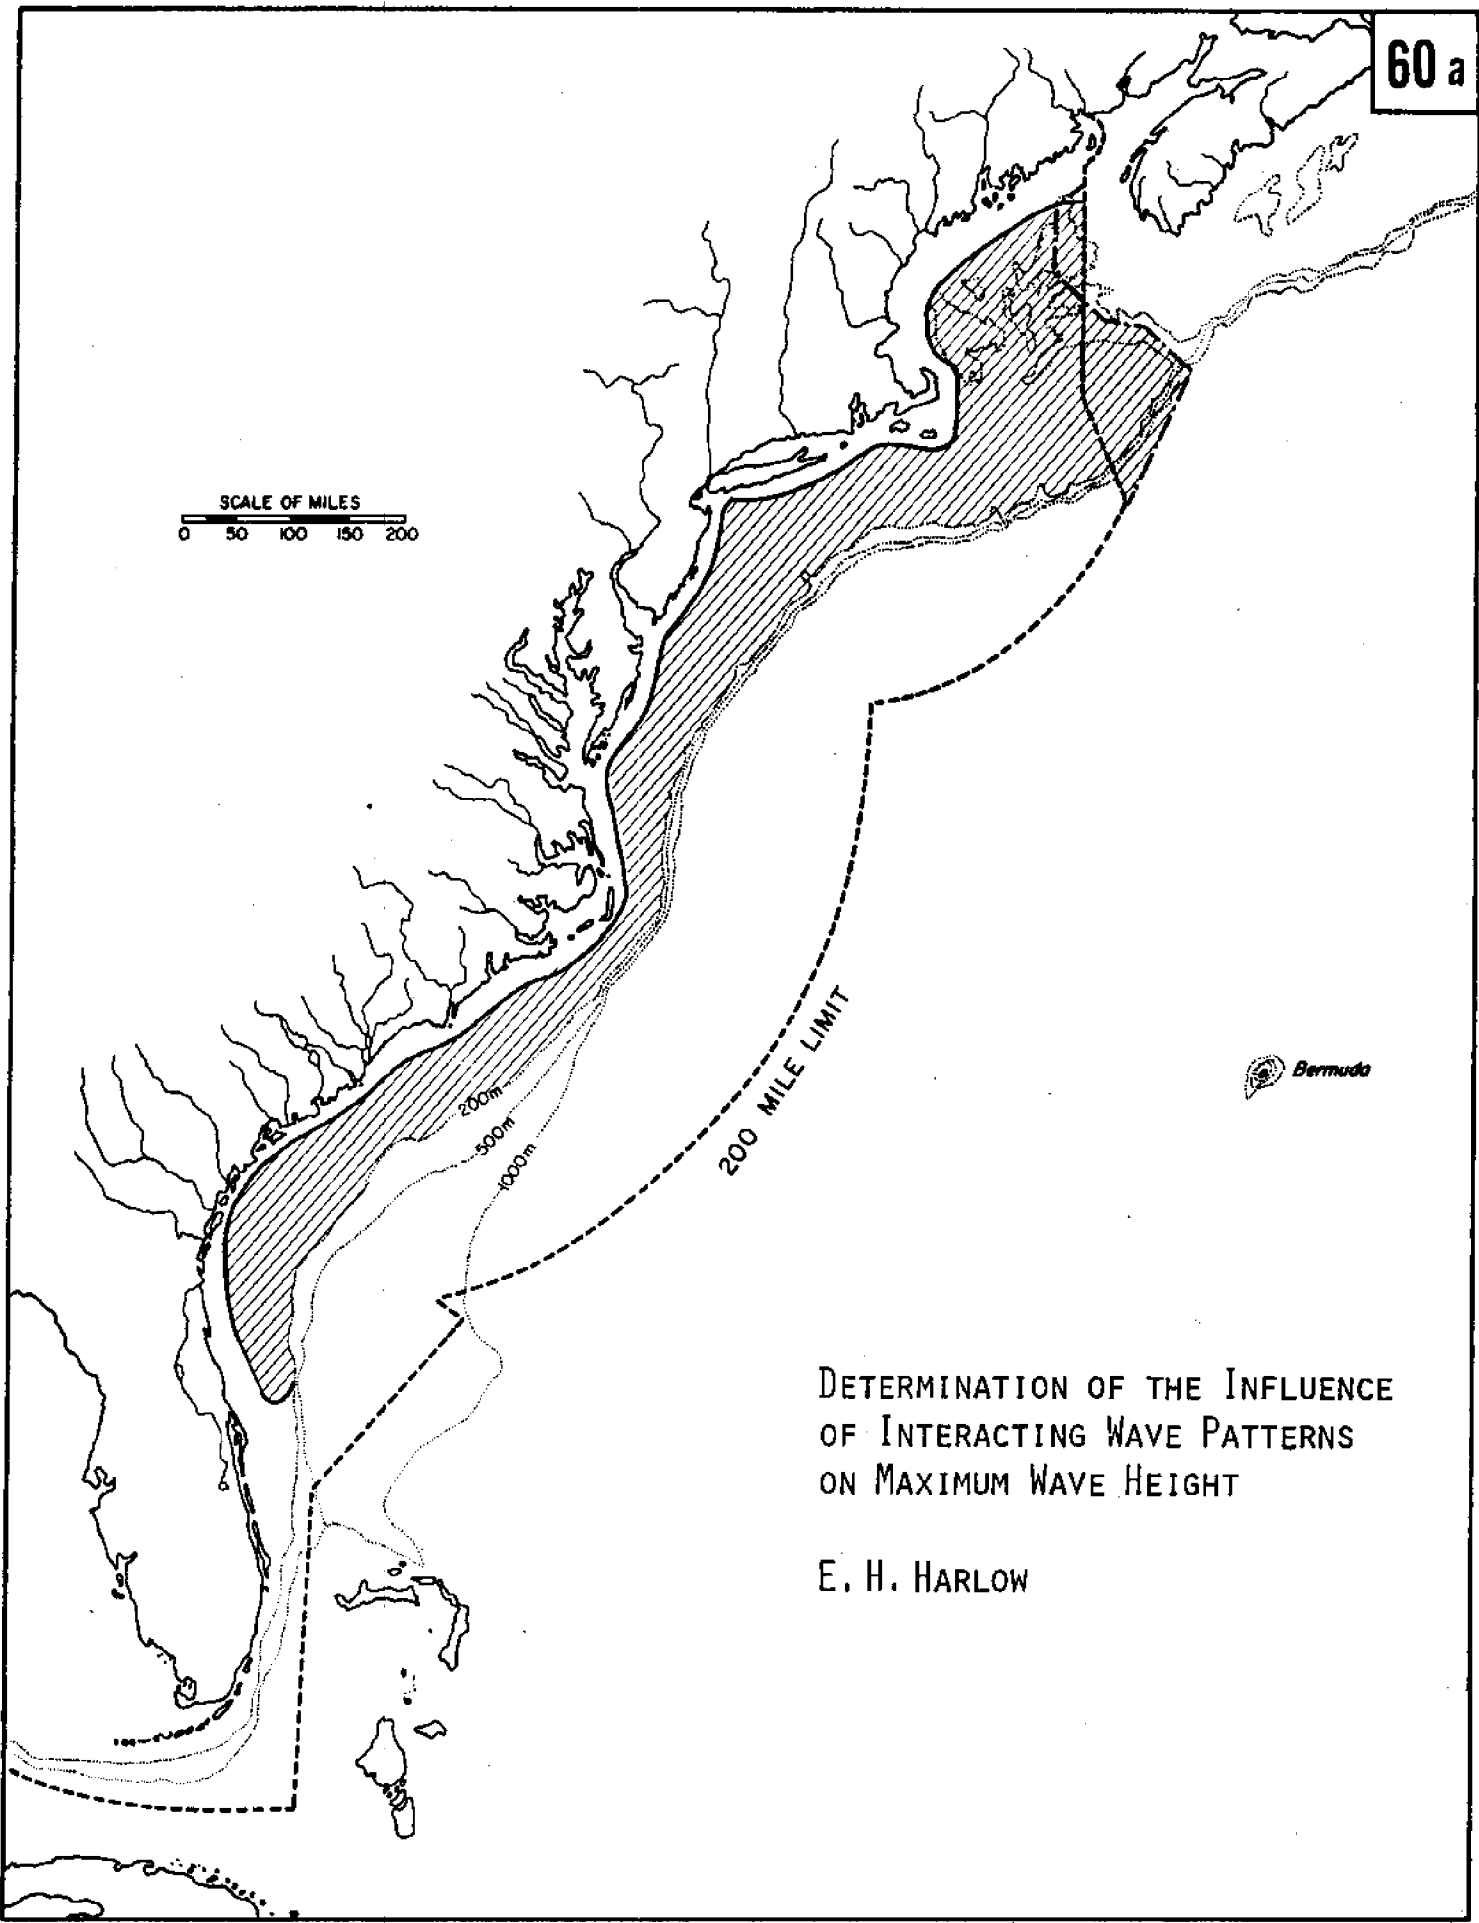 60 a
SCALE OF MILES
0 50 100 150 200
200 MILE LIMIT
Bermuda
200m
500m
1000m
DETERMINATION OF THE INFLUENCE
OF INTERACTING WAVE PATTERNS
ON MAXIMUM WAVE HEIGHT
E. H. HARLOW